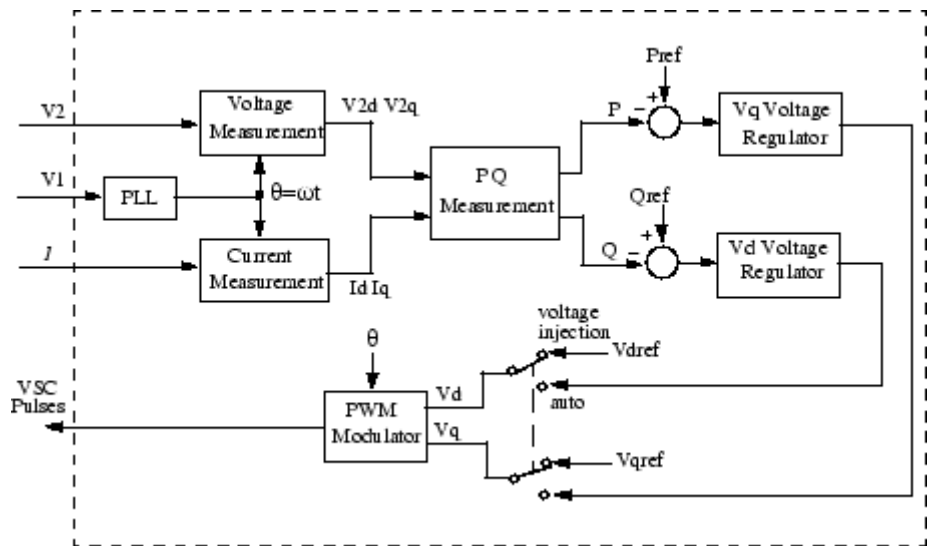 Pref
V2
Voltage
Measurement
V2d V2q
P
−
+
Vq Voltage
Regulator
V1
PLL
θ=ωt
PQ
Measurement
Qref
I
Current
Measurement
Id Iq
Q
−
+
Vd Voltage
Regulator
voltage
injection
θ
Vdref
VSC
Pulses
PWM
Modulator
Vd
auto
Vq
Vqref